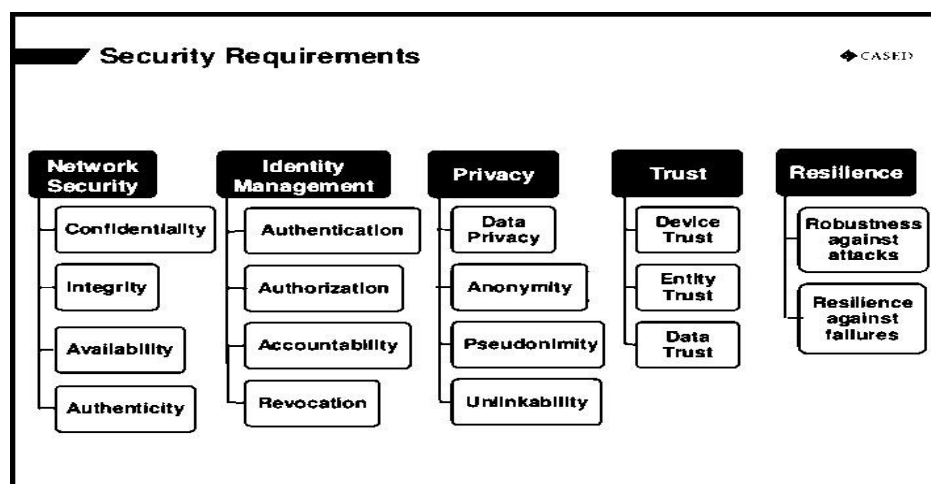 Security Requirements
CASED
Network
Security
Confidentiality
Integrity
Availability
Authenticity
Identity
Management
Authentication
Authorization
Accountability
Revocation
Privacy
Data
Privacy
Anonymity
Pseudonimity
Unlinkability
Trust
Device
Trust
Entity
Trust
Data
Trust
Resilience
Robustness
against
attacks
Resilience
against
failures